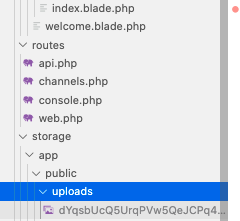 index.blade.php
welcome.blade.php
routes
api.php
channels.php
console.php
web.php
storage
app
public
uploads
dYqsbUcQ5UrqPVw5QeJCPq4...